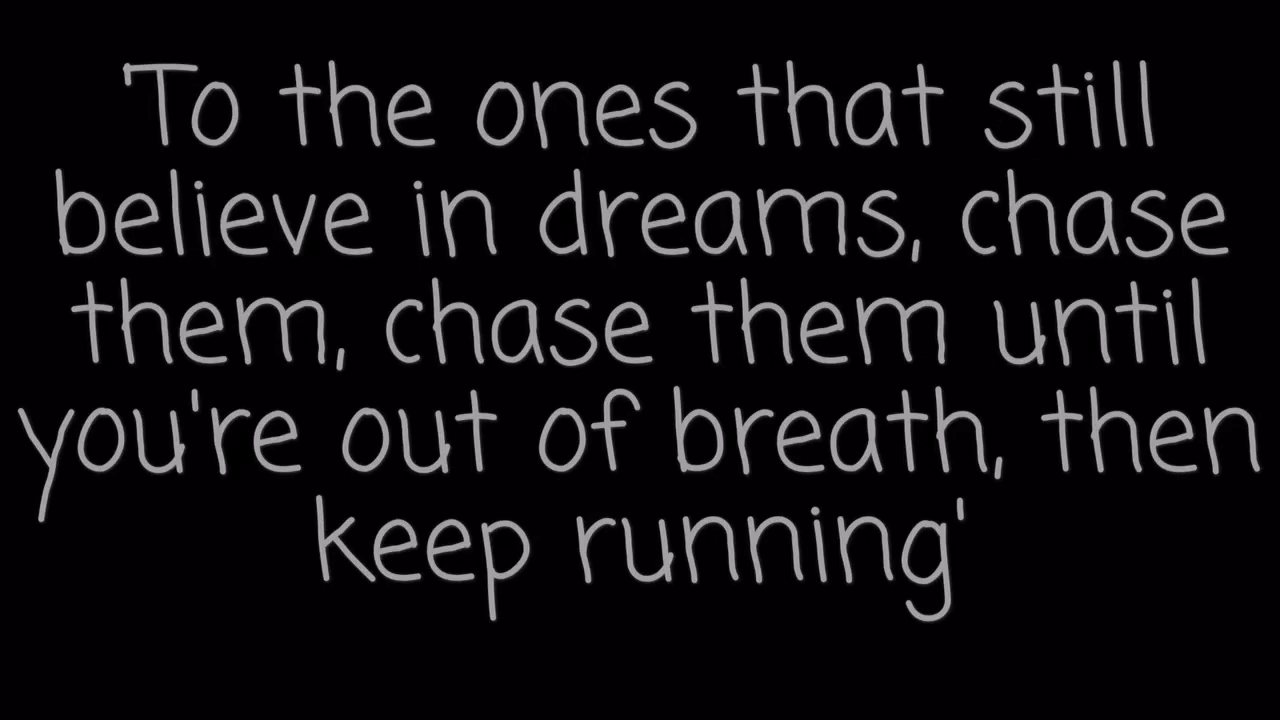 'To the ones that still
believe in dreams, chase
them, chase them until
you're out of breath, then
keep running'